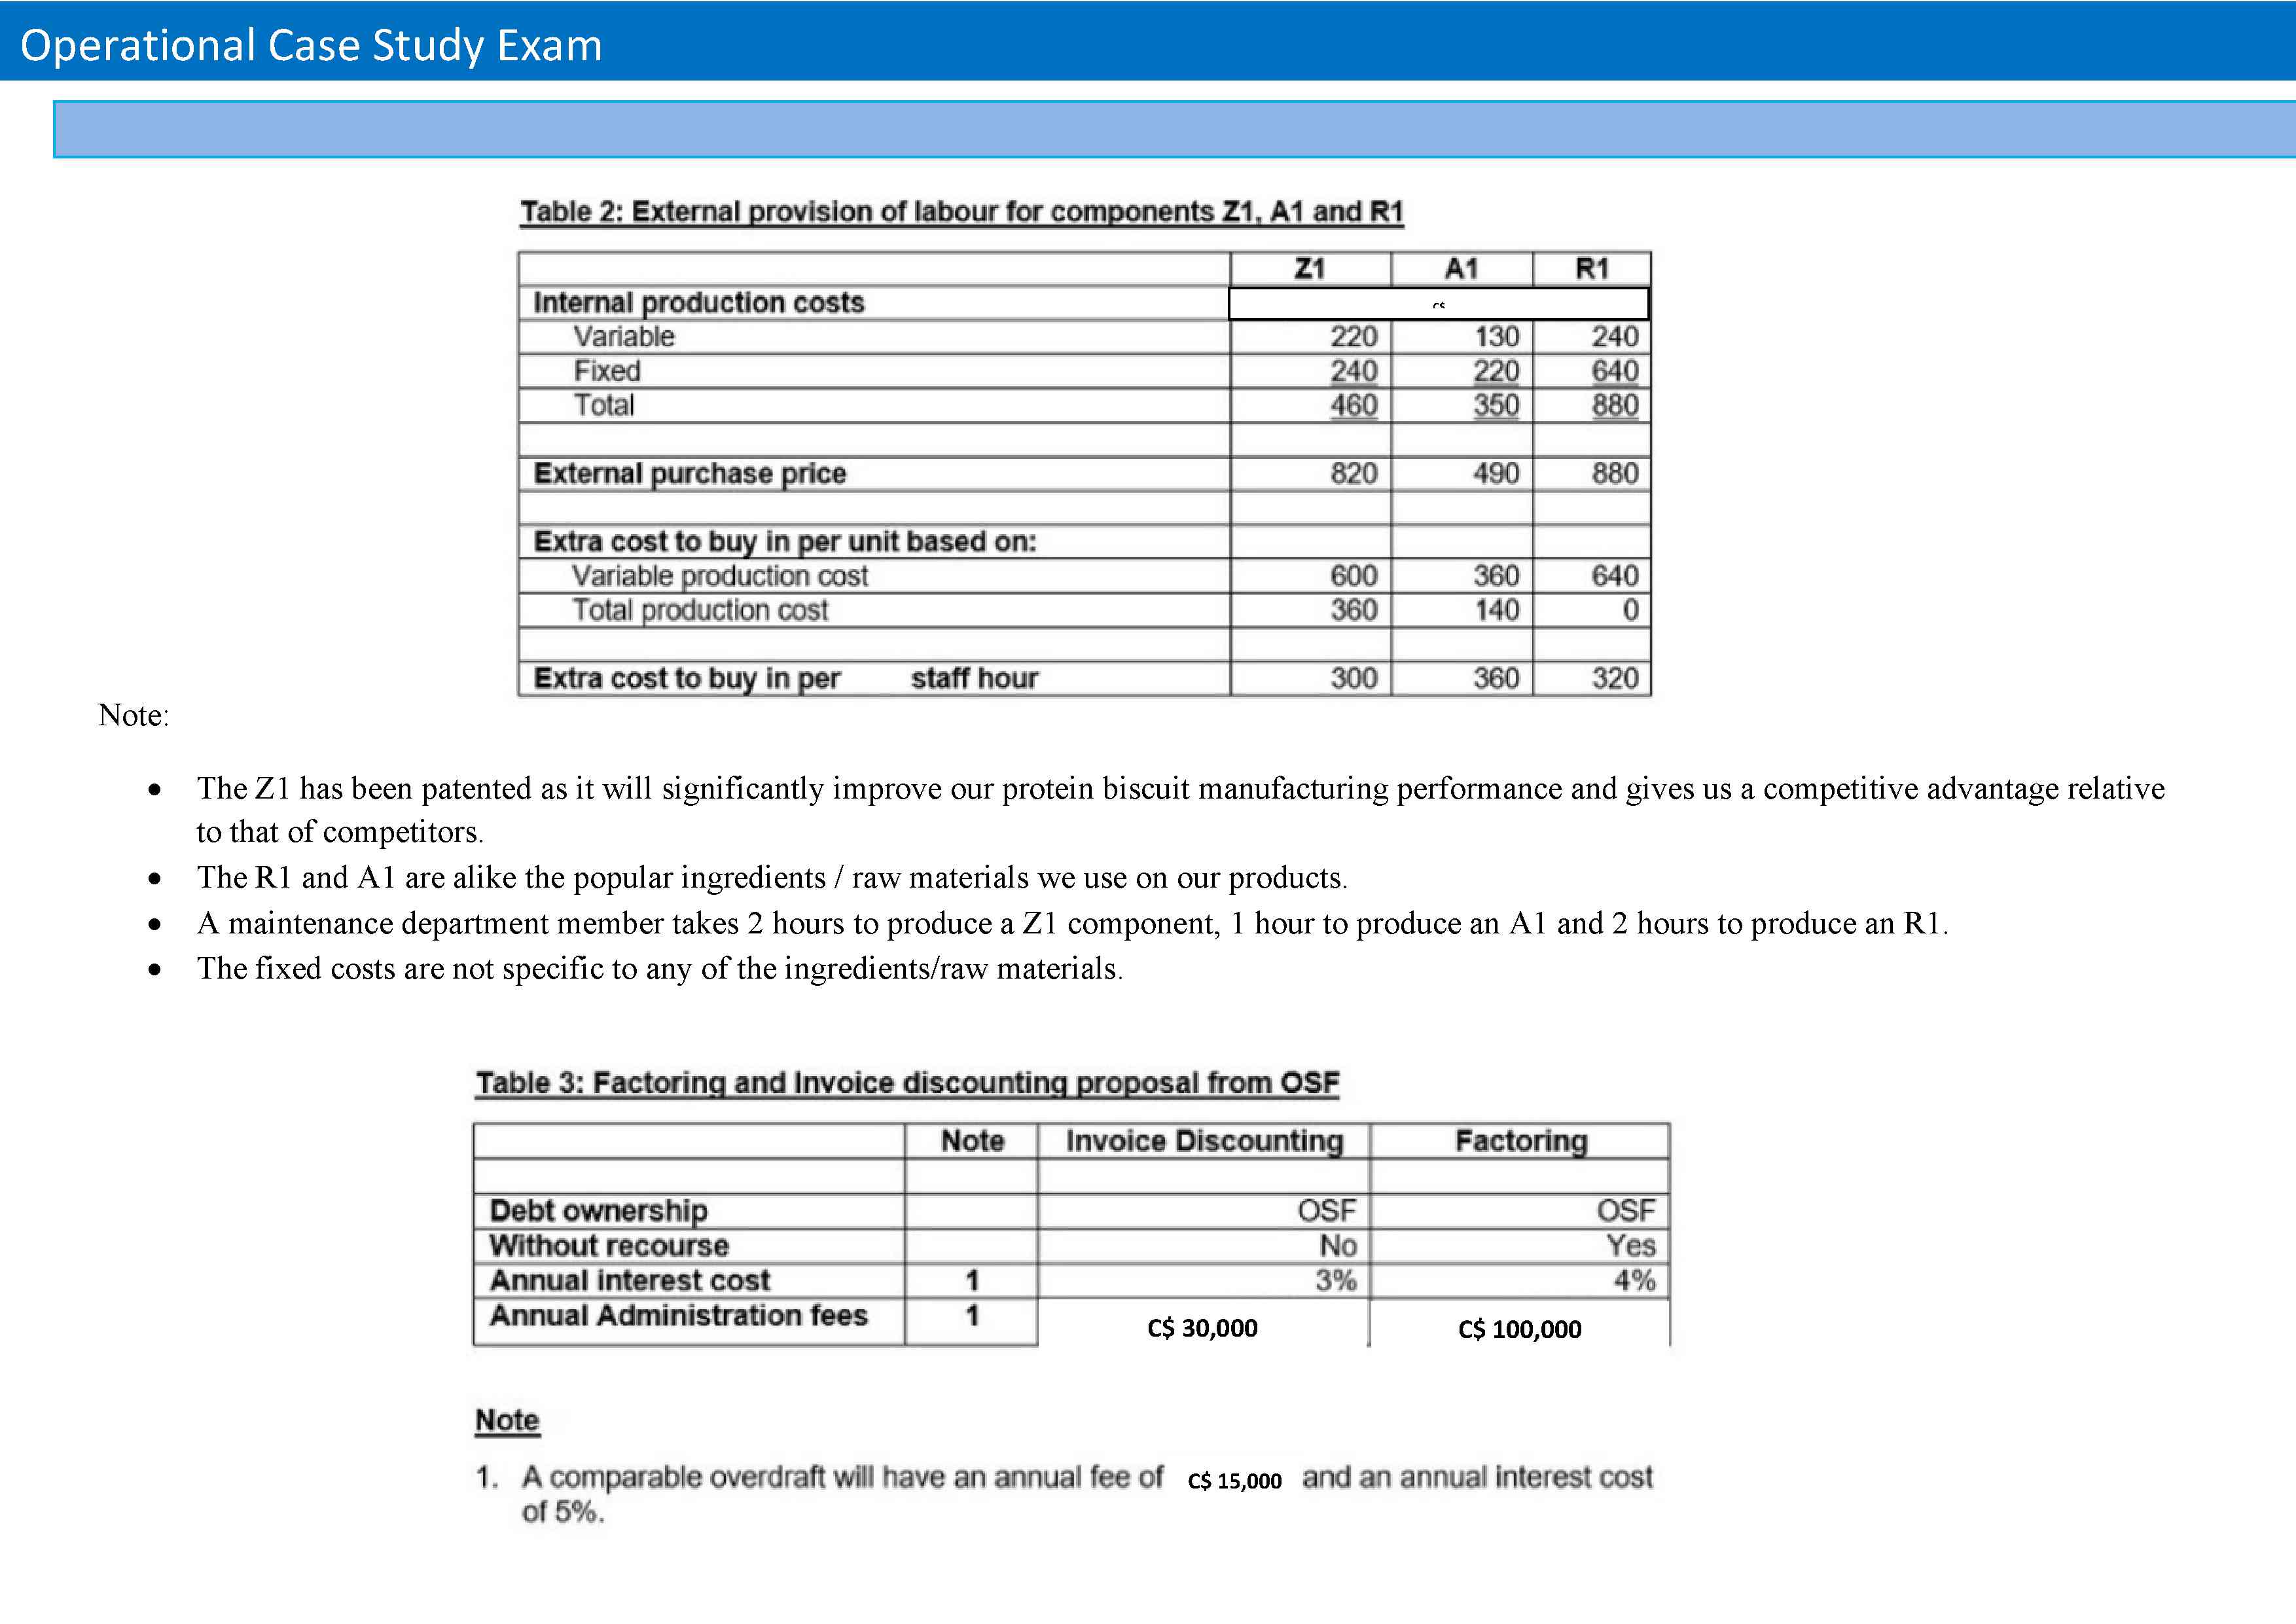 Operational Case Study Exam
Table 2: External provision of labour for components Z1, A1 and R1
Z1 A1 R1
Internal production costs C$
Variable 220 130 240
Fixed 240 220 640
Total 460 350 880
External purchase price 820 490 880
Extra cost to buy in per unit based on:
Variable production cost 600 360 640
Total production cost 360 140 0
Extra cost to buy in per staff hour 300 360 320
Note:
• The Z1 has been patented as it will significantly improve our protein biscuit manufacturing performance and gives us a competitive advantage relative
to that of competitors.
• The R1 and A1 are alike the popular ingredients / raw materials we use on our products.
• A maintenance department member takes 2 hours to produce a Z1 component, 1 hour to produce an A1 and 2 hours to produce an R1.
• The fixed costs are not specific to any of the ingredients/raw materials.
Table 3: Factoring and Invoice discounting proposal from OSF
Note Invoice Discounting Factoring
Debt ownership OSF OSF
Without recourse No Yes
Annual interest cost 1 3% 4%
Annual Administration fees 1 C$ 30,000 C$ 100,000
Note
1. A comparable overdraft will have an annual fee of C$ 15,000 and an annual interest cost
of 5%.